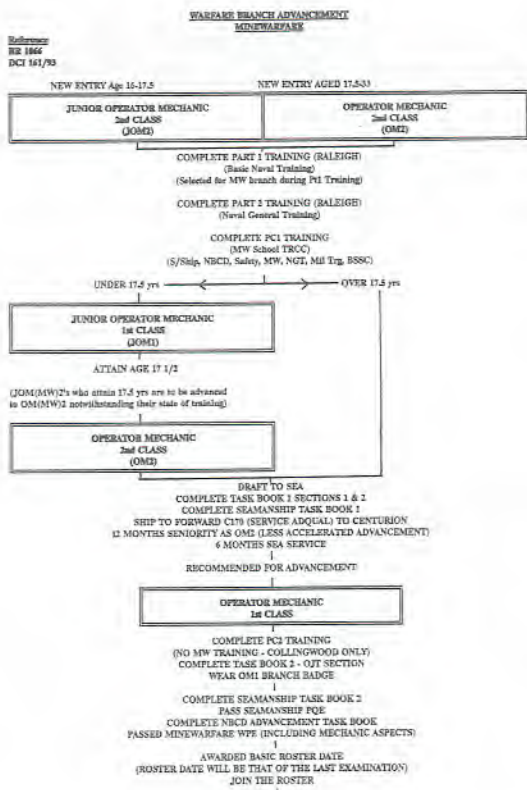 WARFARE BRANCH ADVANCEMENT
MINEWARFARE
Reference
BR 1066
DCI 161/93
NEW ENTRY Age 16-17.5
NEW ENTRY AGED 17.5-33
JUNIOR OPERATOR MECHANIC
2nd CLASS
(JOM2)
OPERATOR MECHANIC
2nd CLASS
(OM2)
COMPLETE PART 1 TRAINING (RALEIGH)
(Basic Naval Training)
(Selected for MW branch during Pt1 Training)
COMPLETE PART 2 TRAINING (RALEIGH)
(Naval General Training)
COMPLETE PC1 TRAINING
(MW School TRCC)
(S/Ship, NBCD, Safety, MW, NGT, Mil Trg, BSSC)
UNDER 17.5 yrs
OVER 17.5 yrs
JUNIOR OPERATOR MECHANIC
1st CLASS
(JOM1)
ATTAIN AGE 17 1/2
(JOM(MW)2's who attain 17.5 yrs are to be advanced
to OM(MW)2 notwithstanding their state of training)
OPERATOR MECHANIC
2nd CLASS
(OM2)
DRAFT TO SEA
COMPLETE TASK BOOK 1 SECTIONS 1 & 2
COMPLETE SEAMANSHIP TASK BOOK 1
SHIP TO FORWARD C170 (SERVICE ADQUAL) TO CENTURION
12 MONTHS SENIORITY AS OM2 (LESS ACCELERATED ADVANCEMENT)
6 MONTHS SEA SERVICE
RECOMMENDED FOR ADVANCEMENT
OPERATOR MECHANIC
1st CLASS
COMPLETE PC2 TRAINING
(NO MW TRAINING - COLLINGWOOD ONLY)
COMPLETE TASK BOOK 2 - OJT SECTION
WEAR OM1 BRANCH BADGE
COMPLETE SEAMANSHIP TASK BOOK 2
PASS SEAMANSHIP PQE
COMPLETE NBCD ADVANCEMENT TASK BOOK
PASSED MINEWARFARE WPE (INCLUDING MECHANIC ASPECTS)
AWARDED BASIC ROSTER DATE
(ROSTER DATE WILL BE THAT OF THE LAST EXAMINATION)
JOIN THE ROSTER